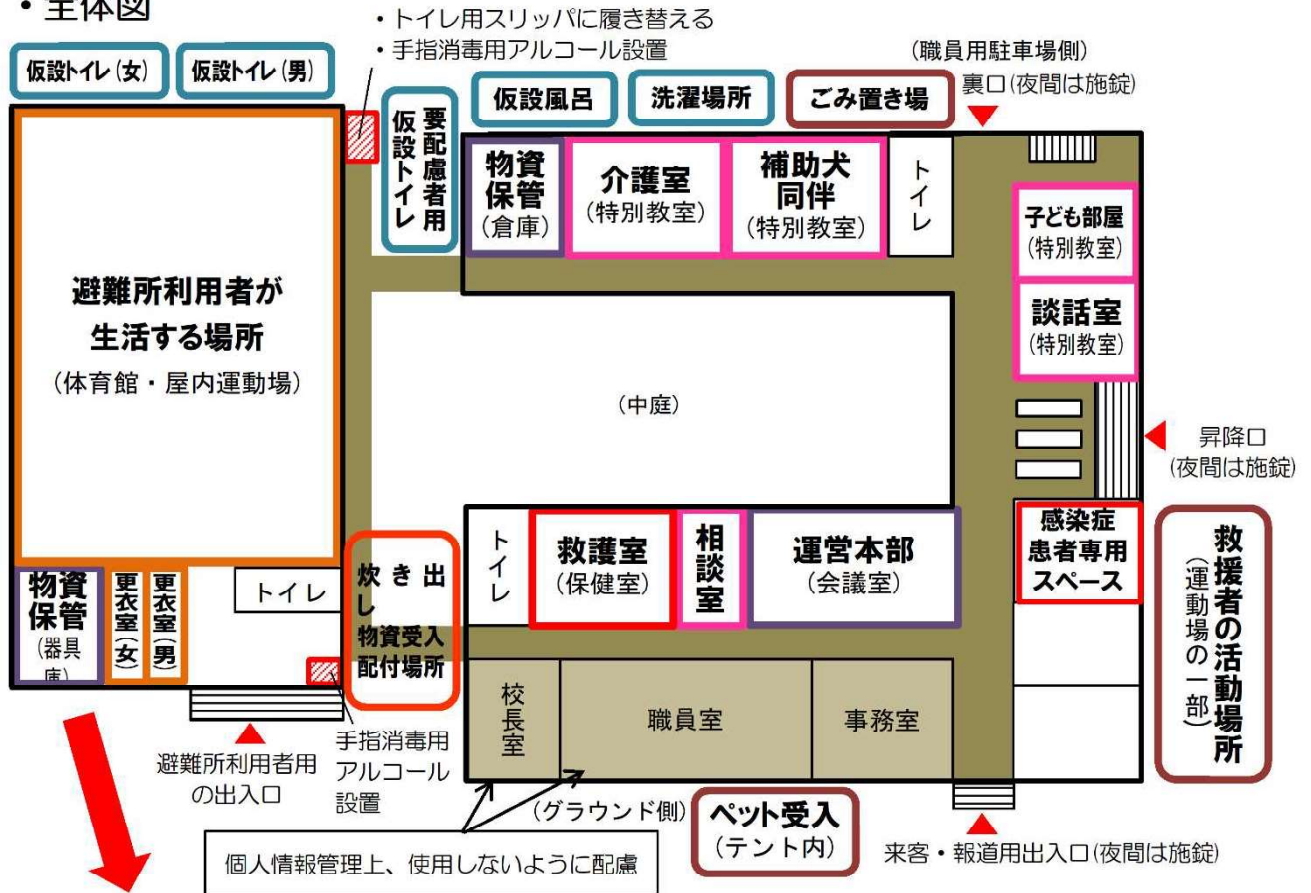 ・全体図
・トイレ用スリッパに履き替える
・手指消毒用アルコール設置
仮設トイレ(女)
仮設トイレ(男)
要配慮者用
仮設トイレ
仮設風呂
洗濯場所
ごみ置き場
(職員用駐車場側)
裏口(夜間は施錠)
物資
保管
(倉庫)
介護室
(特別教室)
補助犬
同伴
(特別教室)
トイレ
子ども部屋
(特別教室)
談話室
(特別教室)
避難所利用者が
生活する場所
(体育館・屋内運動場)
(中庭)
昇降口
(夜間は施錠)
物資
保管
(器具
庫)
更衣室(女)
更衣室(男)
トイレ
炊き出
し
物資受入
配付場所
トイレ
救護室
(保健室)
相談室
運営本部
(会議室)
感染症
患者専用
スペース
救援者の活動場所
(運動場の一部)
校長室
職員室
事務室
避難所利用者用
の出入口
手指消毒用
アルコール
設置
(グラウンド側)
ペット受入
(テント内)
来客・報道用出入口(夜間は施錠)
個人情報管理上、使用しないように配慮